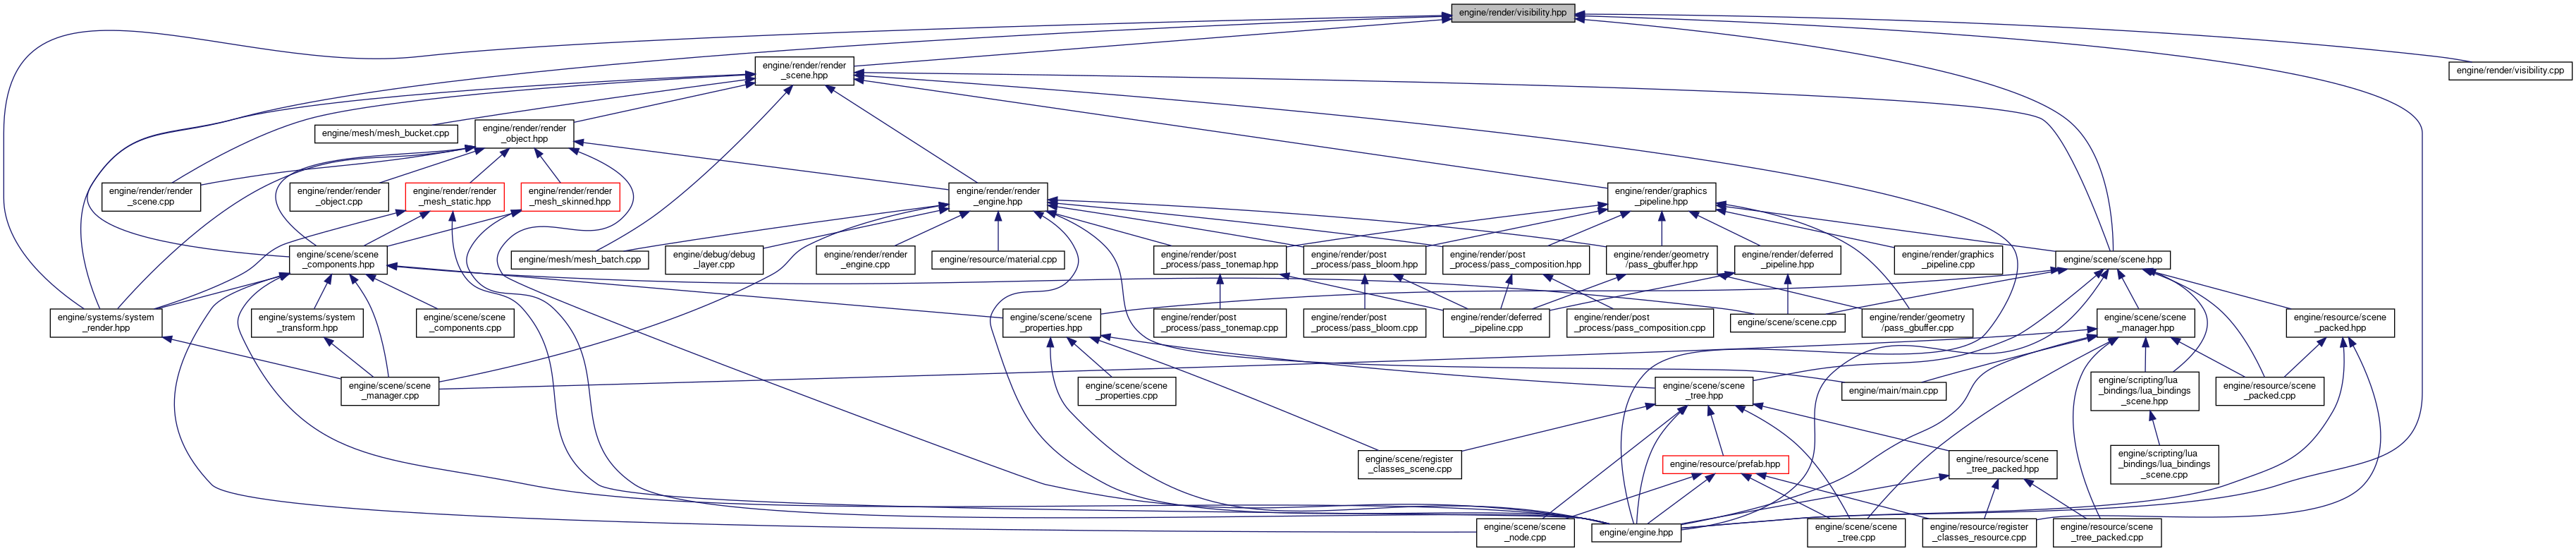 engine/render/visibility.hpp
engine/render/render
_scene.hpp
engine/render/visibility.cpp
engine/mesh/mesh_bucket.cpp
engine/render/render
_object.hpp
engine/render/render
_scene.cpp
engine/render/render
_object.cpp
engine/render/render
_mesh_static.hpp
engine/render/render
_mesh_skinned.hpp
engine/render/render
_engine.hpp
engine/render/graphics
_pipeline.hpp
engine/scene/scene
_components.hpp
engine/mesh/mesh_batch.cpp
engine/debug/debug
_layer.cpp
engine/render/render
_engine.cpp
engine/resource/material.cpp
engine/render/post
_process/pass_tonemap.hpp
engine/render/post
_process/pass_bloom.hpp
engine/render/post
_process/pass_composition.hpp
engine/render/geometry
/pass_gbuffer.hpp
engine/render/deferred
_pipeline.hpp
engine/render/graphics
_pipeline.cpp
engine/scene/scene.hpp
engine/systems/system
_render.hpp
engine/systems/system
_transform.hpp
engine/scene/scene
_components.cpp
engine/scene/scene
_properties.hpp
engine/render/post
_process/pass_tonemap.cpp
engine/render/post
_process/pass_bloom.cpp
engine/render/deferred
_pipeline.cpp
engine/render/post
_process/pass_composition.cpp
engine/scene/scene.cpp
engine/render/geometry
/pass_gbuffer.cpp
engine/scene/scene
_manager.hpp
engine/resource/scene
_packed.hpp
engine/scene/scene
_manager.cpp
engine/scene/scene
_properties.cpp
engine/scene/scene
_tree.hpp
engine/main/main.cpp
engine/scripting/lua
_bindings/lua_bindings
_scene.hpp
engine/resource/scene
_packed.cpp
engine/scene/register
_classes_scene.cpp
engine/resource/prefab.hpp
engine/resource/scene
_tree_packed.hpp
engine/scripting/lua
_bindings/lua_bindings
_scene.cpp
engine/scene/scene
_node.cpp
engine/engine.hpp
engine/scene/scene
_tree.cpp
engine/resource/register
_classes_resource.cpp
engine/resource/scene
_tree_packed.cpp